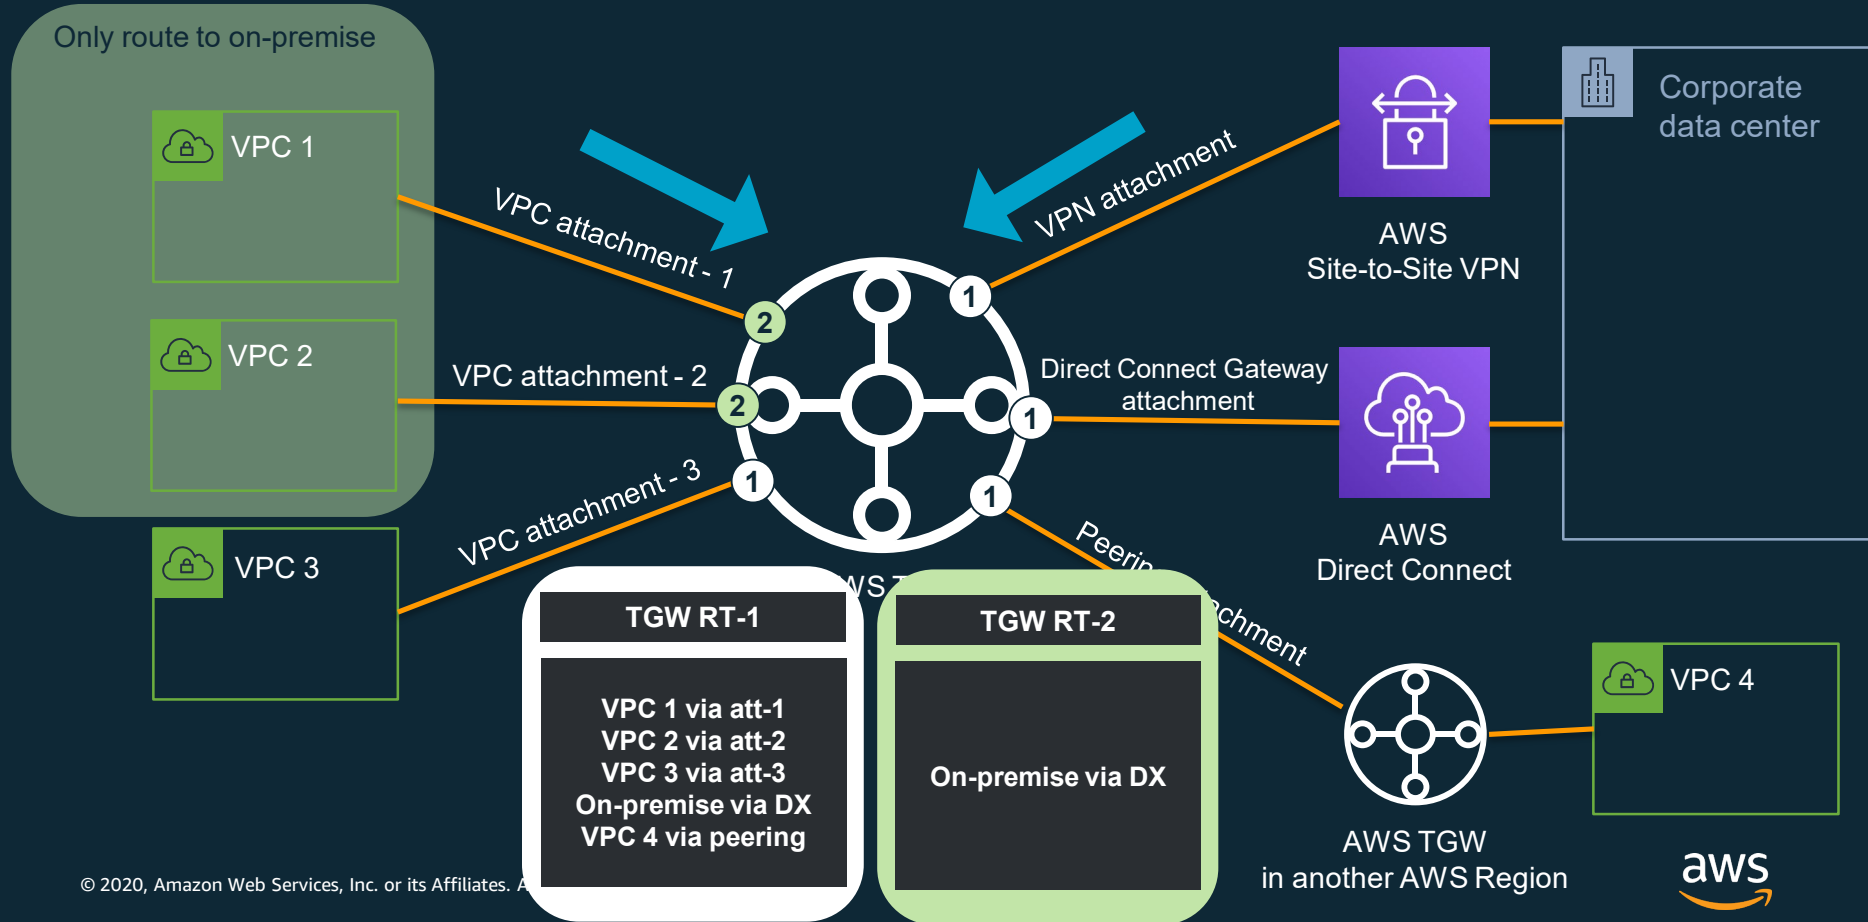 Only route to on-premise
VPC 1
VPC 2
VPC 3
VPC attachment - 1
VPC attachment - 2
VPC attachment - 3
2
2
1
1
1
1
VPN attachment
Direct Connect Gateway
attachment
AWS
Site-to-Site VPN
AWS
Direct Connect
Corporate
data center
TGW RT-1
VPC 1 via att-1
VPC 2 via att-2
VPC 3 via att-3
On-premise via DX
VPC 4 via peering
TGW RT-2
On-premise via DX
AWS TGW
in another AWS Region
VPC 4
© 2020, Amazon Web Services, Inc. or its Affiliates.
aws